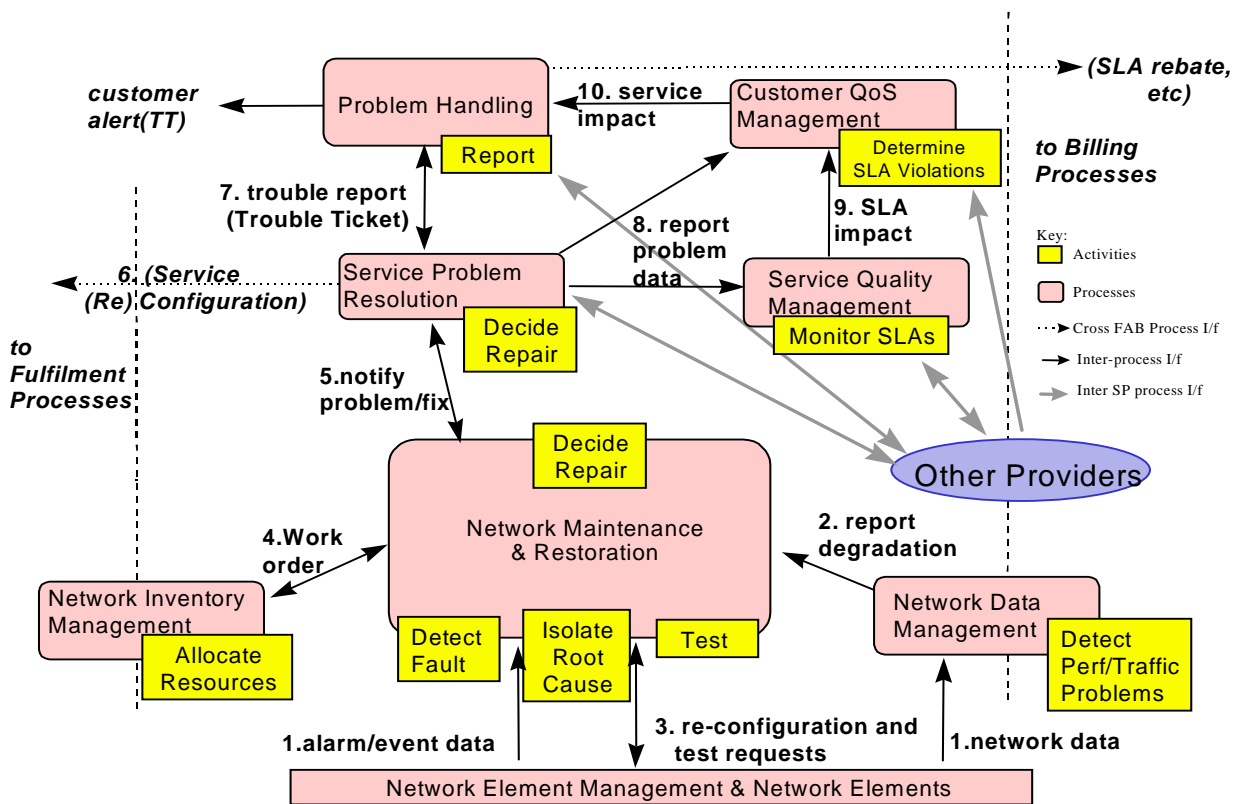 (SLA rebate,
etc)
customer
alert(TT)
Problem Handling
Report
10. service
impact
Customer QoS
Management
Determine
SLA Violations
to Billing
Processes
7. trouble report
(Trouble Ticket)
8. report
problem
data
9. SLA
impact
Key:
Activities
Processes
Cross FAB Process I/f
Inter-process I/f
Inter SP process I/f
6. (Service
(Re) Configuration)
Service Problem
Resolution
Decide
Repair
Service Quality
Management
Monitor SLAs
to
Fulfilment
Processes
5.notify
problem/fix
Decide
Repair
Other Providers
Network Maintenance
& Restoration
4.Work
order
2. report
degradation
Network Inventory
Management
Allocate
Resources
Detect
Fault
Isolate
Root
Cause
Test
Network Data
Management
Detect
Perf/Traffic
Problems
1.alarm/event data
3. re-configuration and
test requests
1.network data
Network Element Management & Network Elements